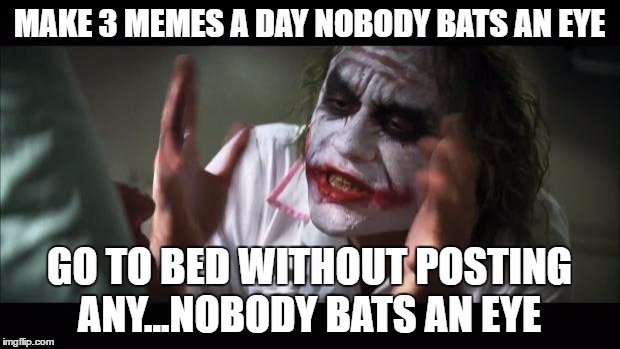 MAKE 3 MEMES A DAY NOBODY BATS AN EYE
GO TO BED WITHOUT POSTING
ANY...NOBODY BATS AN EYE
imgflip.com